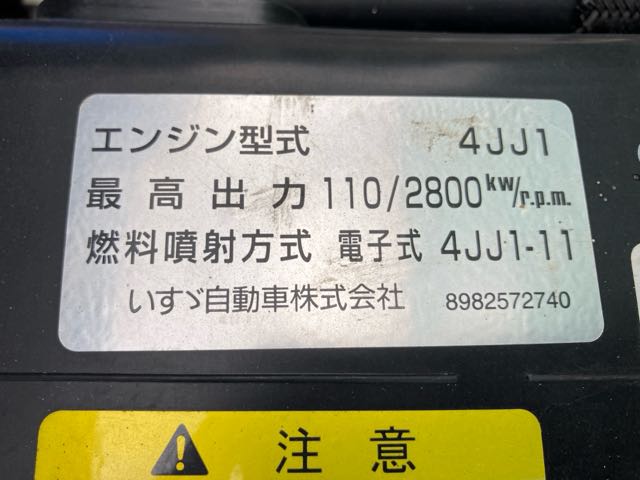 エンジン型式 4JJ1
最高出力 110/2800 kW/r.p.m.
燃料噴射方式 電子式 4JJ1-11
いすゞ自動車株式会社 8982572740
注意